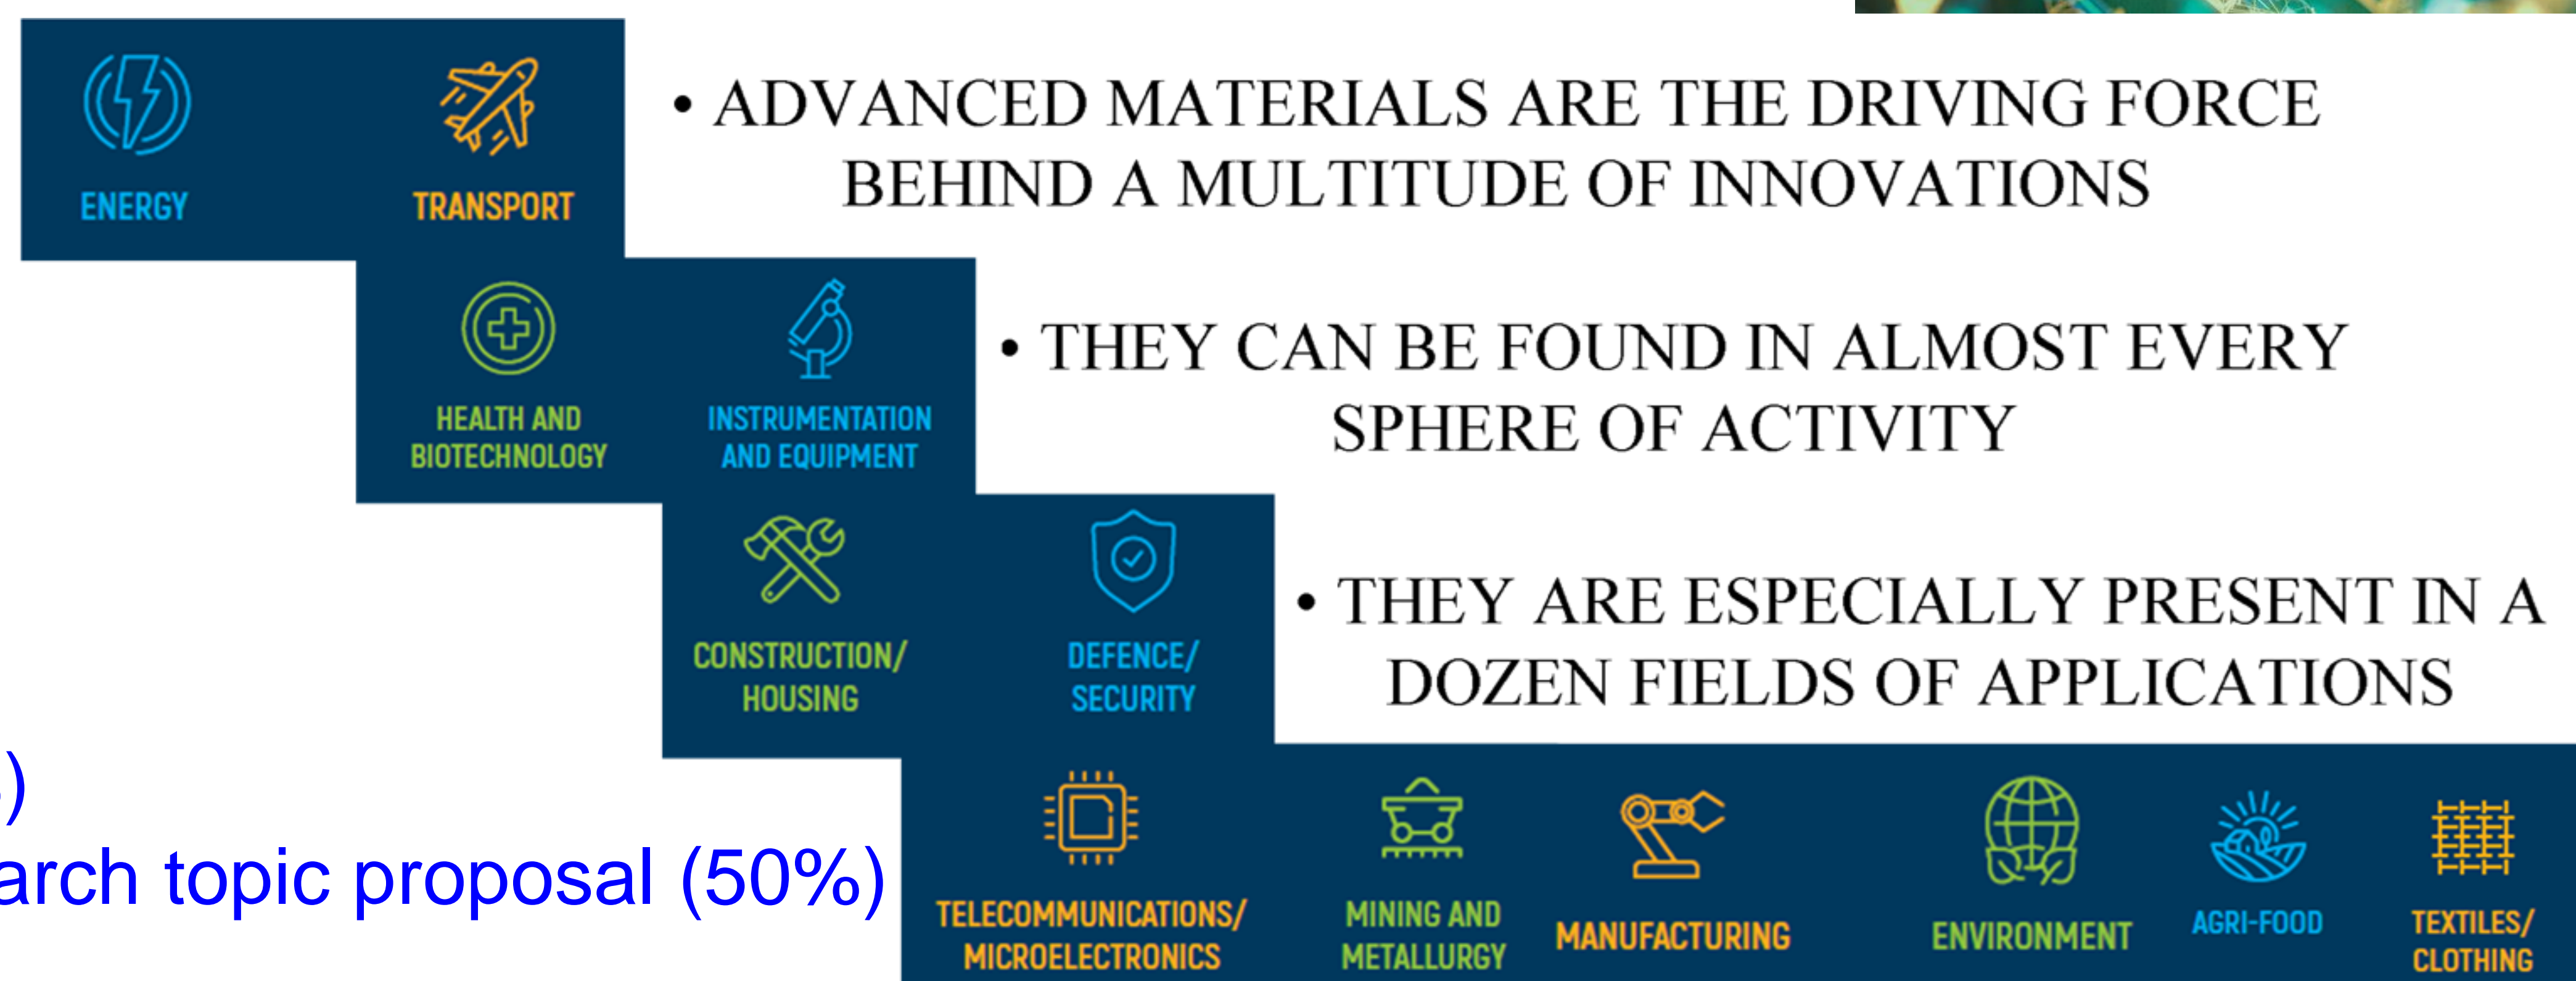 ENERGY
TRANSPORT
• ADVANCED MATERIALS ARE THE DRIVING FORCE
BEHIND A MULTITUDE OF INNOVATIONS
HEALTH AND
BIOTECHNOLOGY
INSTRUMENTATION
AND EQUIPMENT
• THEY CAN BE FOUND IN ALMOST EVERY
SPHERE OF ACTIVITY
CONSTRUCTION/
HOUSING
DEFENCE/
SECURITY
• THEY ARE ESPECIALLY PRESENT IN A
DOZEN FIELDS OF APPLICATIONS
)
arch topic proposal (50%)
TELECOMMUNICATIONS/
MICROELECTRONICS
MINING AND
METALLURGY
MANUFACTURING
ENVIRONMENT
AGRI-FOOD
TEXTILES/
CLOTHING